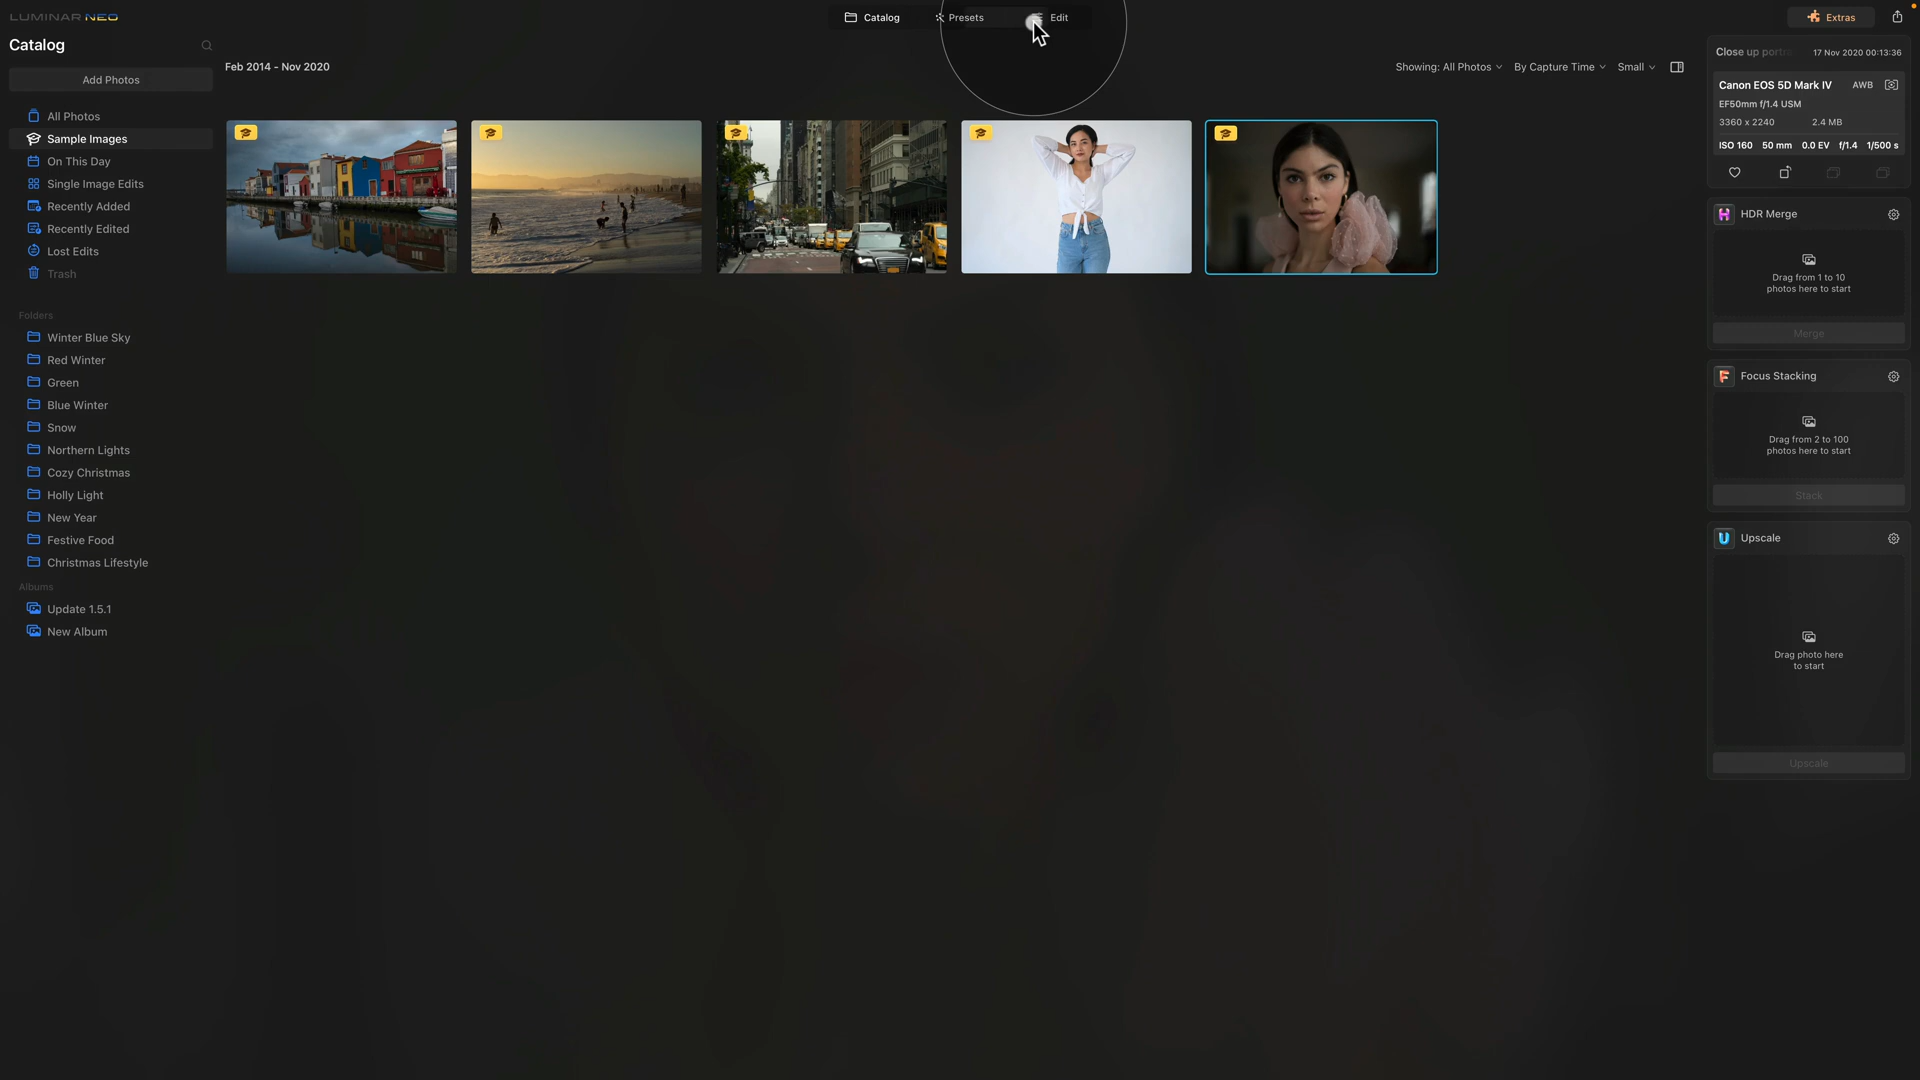 LUMINAR NEO
Catalog
Presets
Edit
Extras
Catalog
Add Photos
All Photos
Sample Images
On This Day
Single Image Edits
Recently Added
Recently Edited
Lost Edits
Trash
Folders
Winter Blue Sky
Red Winter
Green
Blue Winter
Snow
Northern Lights
Cozy Christmas
Holly Light
New Year
Festive Food
Christmas Lifestyle
Albums
Update 1.5.1
New Album
Feb 2014 - Nov 2020
Showing: All Photos
By Capture Time
Small
Close up portr
17 Nov 2020 00:13:36
Canon EOS 5D Mark IV AWB
EF50mm f/1.4 USM
3360 x 2240 2.4 MB
ISO 160 50 mm 0.0 EV f/1.4 1/500 s
HDR Merge
Drag from 1 to 10
photos here to start
Merge
Focus Stacking
Drag from 2 to 100
photos here to start
Stack
Upscale
Drag photo here
to start
Upscale